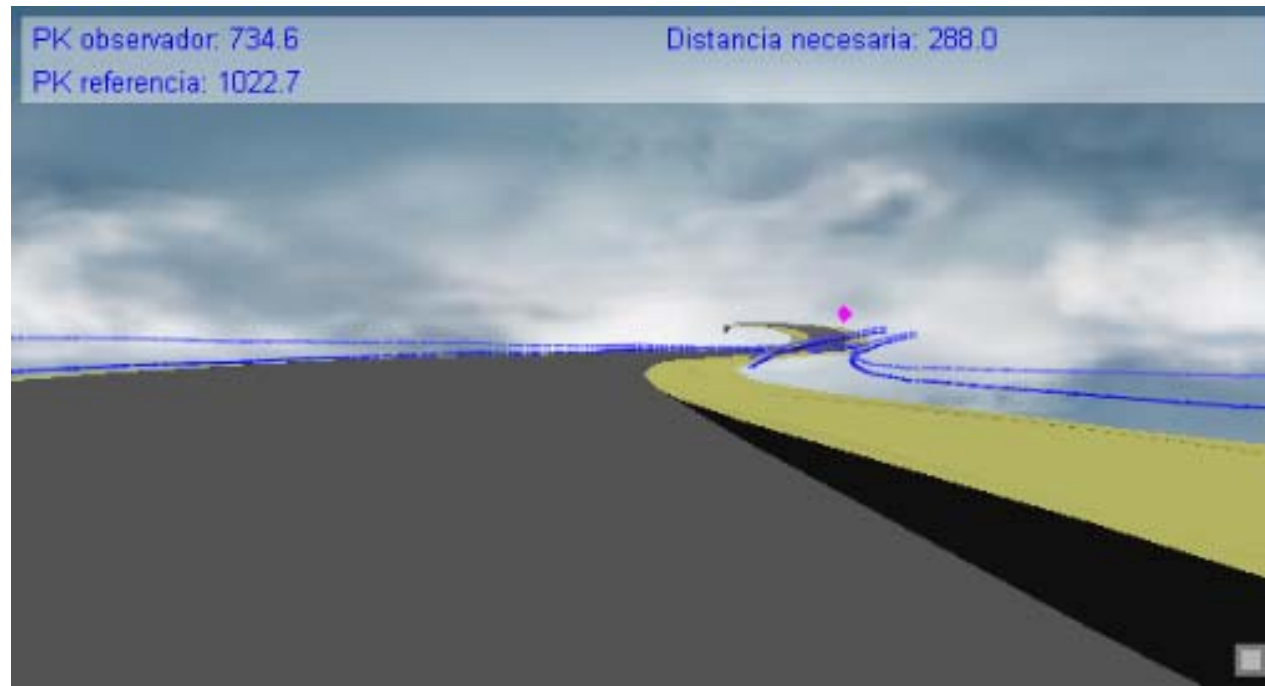 PK observador: 734.6
Distancia necesaria: 288.0
PK referencia: 1022.7